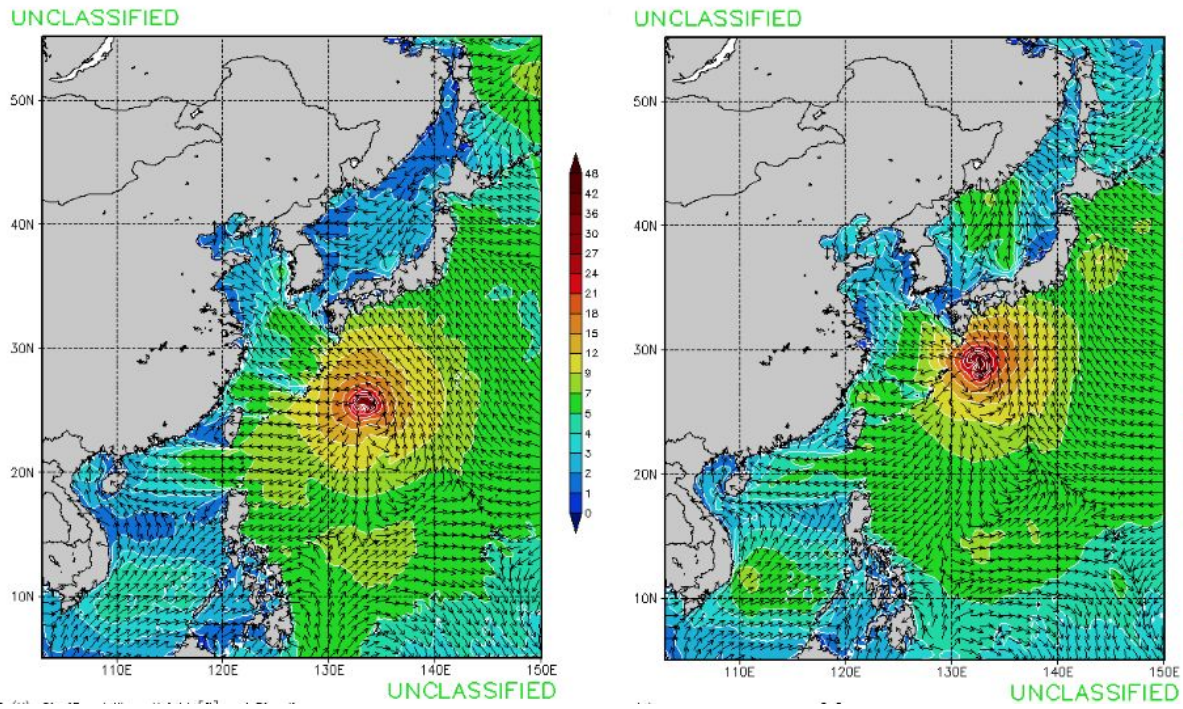 UNCLASSIFIED
50N
40N
30N
20N
10N
110E
120E
130E
140E
150E
UNCLASSIFIED
48
42
36
30
27
24
21
18
15
12
9
7
5
4
3
2
1
0
UNCLASSIFIED
50N
40N
30N
20N
10N
110E
120E
130E
140E
150E
UNCLASSIFIED